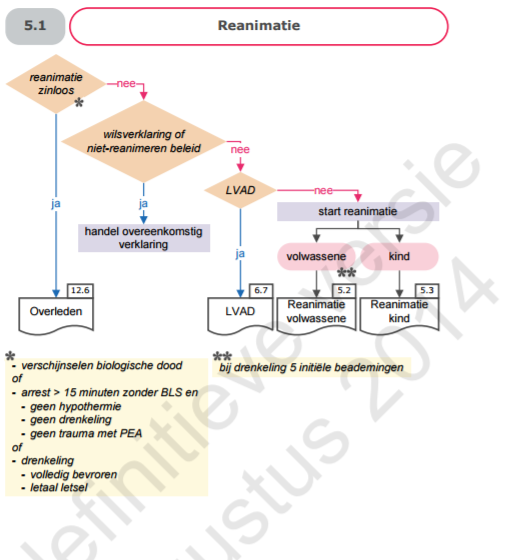 5.1
Reanimatie
reanimatie
zinloos
*
nee
wilsverklaring of
niet-reanimeren beleid
nee
LVAD
nee
ja
ja
start reanimatie
handel overeenkomstig
verklaring
ja
volwassene
kind
**
12.6
Overleden
6.7
LVAD
5.2
Reanimatie
volwassene
5.3
Reanimatie
kind
*
- verschijnselen biologische dood
of
- arrest > 15 minuten zonder BLS en
- geen hypothermie
- geen drenkeling
- geen trauma met PEA
of
- drenkeling
- volledig bevroren
- letaal letsel
**
bij drenkeling 5 initiële beademingen
definitieve versie
augustus 2014